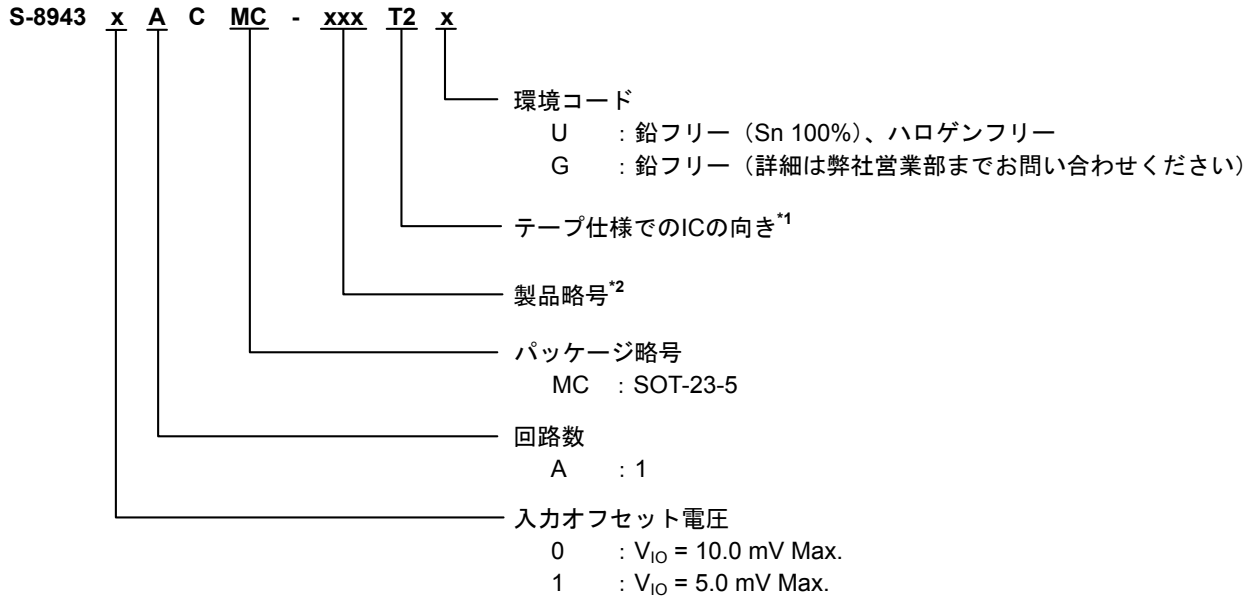 S-8943 x A C MC - xxx T2 x
環境コード
U : 鉛フリー（Sn 100%）、ハロゲンフリー
G : 鉛フリー（詳細は弊社営業部までお問い合わせください）
テープ仕様でのICの向き*1
製品略号*2
パッケージ略号
MC : SOT-23-5
回路数
A : 1
入力オフセット電圧
0 : VIO = 10.0 mV Max.
1 : VIO = 5.0 mV Max.